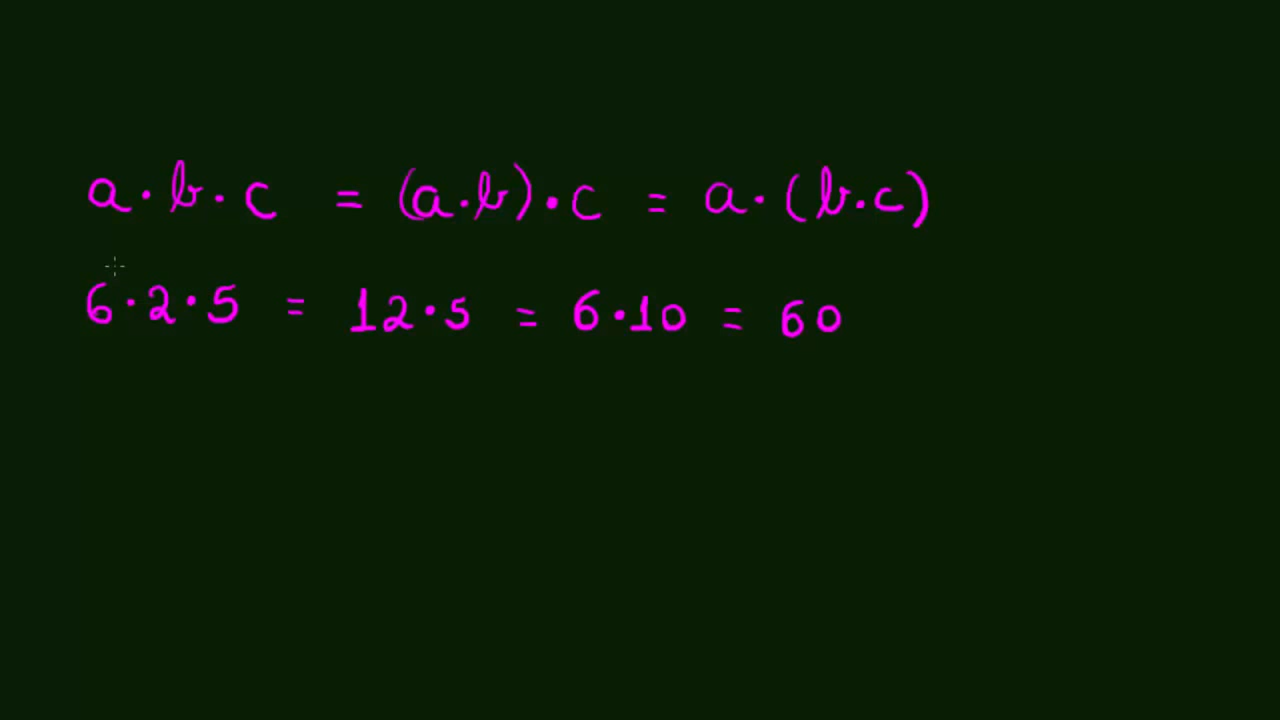 a · b · c = (a · b) · c = a · (b · c)
6 · 2 · 5 = 12 · 5 = 6 · 10 = 60